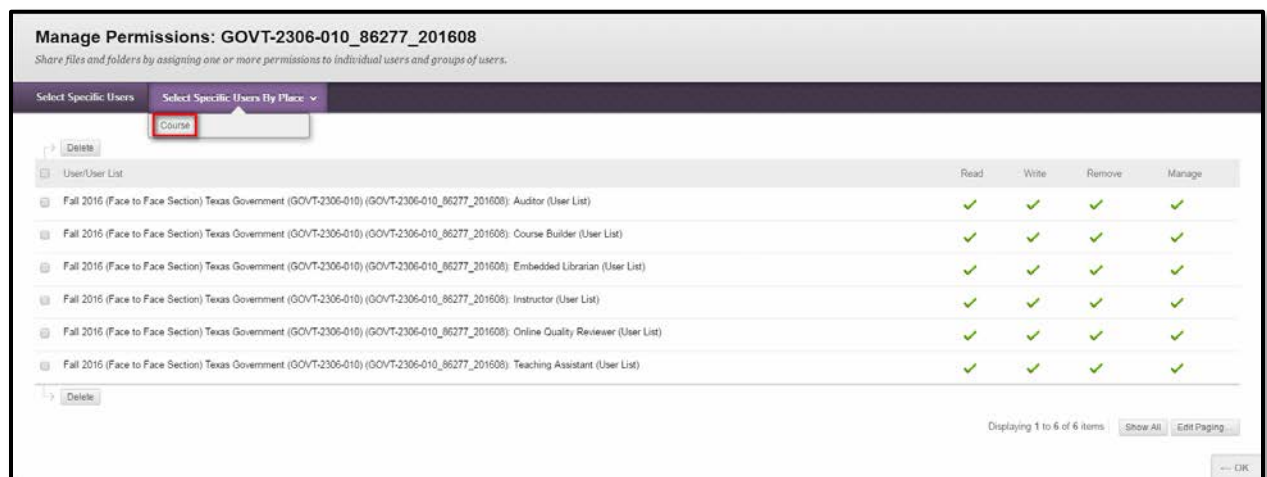 Manage Permissions: GOVT-2306-010_86277_201608
Share files and folders by assigning one or more permissions to individual users and groups of users.
Select Specific Users Select Specific Users By Place
Course
Delete
User/User List Read Write Remove Manage
Fall 2016 (Face to Face Section) Texas Government (GOVT-2306-010) (GOVT-2306-010_86277_201608): Auditor (User List)
Fall 2016 (Face to Face Section) Texas Government (GOVT-2306-010) (GOVT-2306-010_86277_201608): Course Builder (User List)
Fall 2016 (Face to Face Section) Texas Government (GOVT-2306-010) (GOVT-2306-010_86277_201608): Embedded Librarian (User List)
Fall 2016 (Face to Face Section) Texas Government (GOVT-2306-010) (GOVT-2306-010_86277_201608): Instructor (User List)
Fall 2016 (Face to Face Section) Texas Government (GOVT-2306-010) (GOVT-2306-010_86277_201608): Online Quality Reviewer (User List)
Fall 2016 (Face to Face Section) Texas Government (GOVT-2306-010) (GOVT-2306-010_86277_201608): Teaching Assistant (User List)
Delete
Displaying 1 to 6 of 6 items Show All Edit Paging...
OK